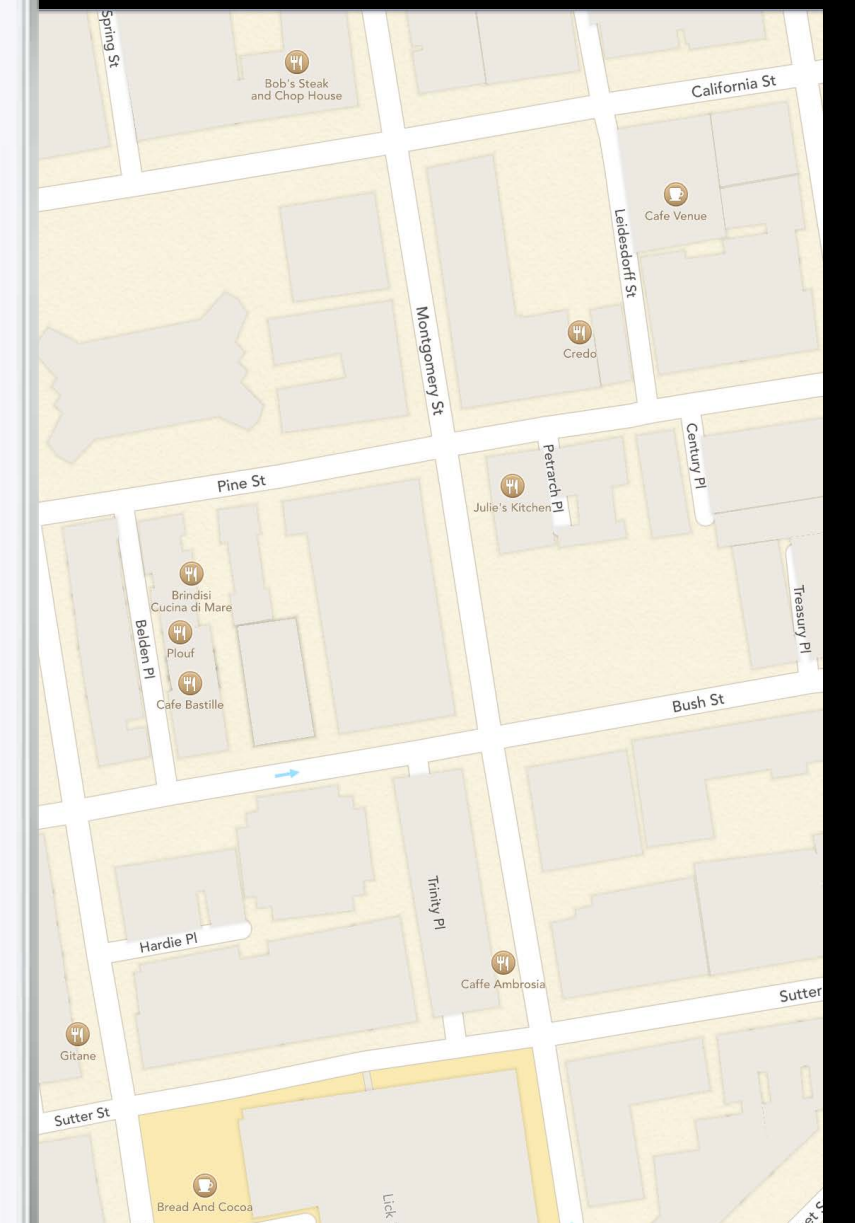 Spring St
Bob's Steak
and Chop House
California St
Cafe Venue
Leidesdorff St
Montgomery St
Credo
Century Pl
Petrarch Pl
Pine St
Julie's Kitchen
Brindisi
Cucina di Mare
Treasury Pl
Belden Pl
Plouf
Cafe Bastille
Bush St
Trinity Pl
Hardie Pl
Caffe Ambrosia
Sutter
Gitane
Sutter St
Bread And Cocoa
Lick